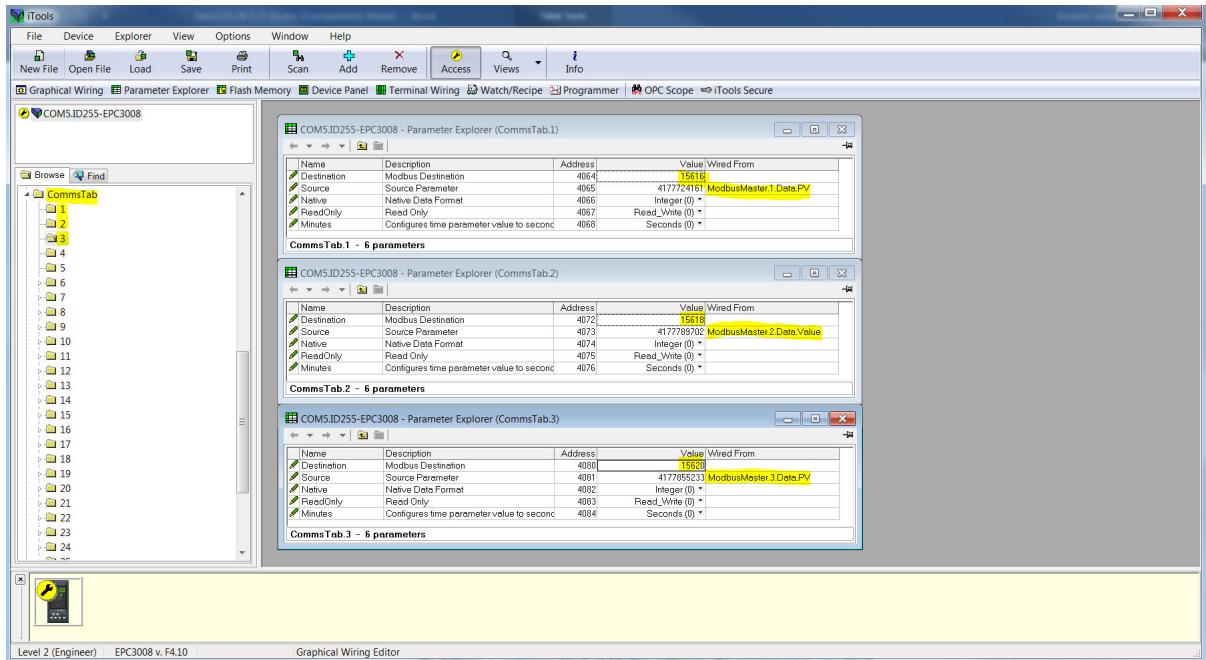 iTools
File Device Explorer View Options Window Help
New File Open File Load Save Print Scan Add Remove Access Views Info
Graphical Wiring Parameter Explorer Flash Memory Device Panel Terminal Wiring Watch/Recipe Programmer OPC Scope iTools Secure
COM5.ID255-EPC3008
Browse Find
CommsTab
1
2
3
4
5
6
7
8
9
10
11
12
13
14
15
16
17
18
19
20
21
22
23
24
COM5.ID255-EPC3008 - Parameter Explorer (CommsTab.1)
Name Description Address Value Wired From
Destination Modbus Destination 4064 15616
Source Source Parameter 4065 4177724161 ModbusMaster.1.Data.PV
Native Native Data Format 4066 Integer (0)
ReadOnly Read Only 4067 Read_Write (0)
Minutes Configures time parameter value to second 4068 Seconds (0)
CommsTab.1 - 6 parameters
COM5.ID255-EPC3008 - Parameter Explorer (CommsTab.2)
Name Description Address Value Wired From
Destination Modbus Destination 4072 15618
Source Source Parameter 4073 4177789702 ModbusMaster.2.Data.Value
Native Native Data Format 4074 Integer (0)
ReadOnly Read Only 4075 Read_Write (0)
Minutes Configures time parameter value to second 4076 Seconds (0)
CommsTab.2 - 6 parameters
COM5.ID255-EPC3008 - Parameter Explorer (CommsTab.3)
Name Description Address Value Wired From
Destination Modbus Destination 4080 15620
Source Source Parameter 4081 4177855233 ModbusMaster.3.Data.PV
Native Native Data Format 4082 Integer (0)
ReadOnly Read Only 4083 Read_Write (0)
Minutes Configures time parameter value to second 4084 Seconds (0)
CommsTab.3 - 6 parameters
Level 2 (Engineer) EPC3008 v. F4.10 Graphical Wiring Editor